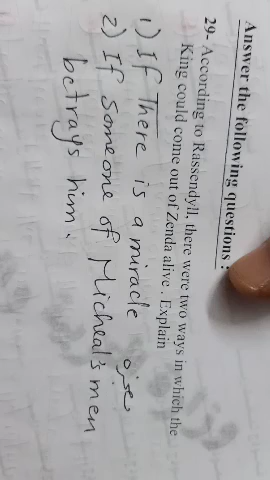 Answer the following questions:
29- According to Rassendyll, there were two ways in which the
King could come out of Zenda alive . Explain
1) If There is a miracle معجزة
2) If Someone of Micheal's men
betrays him.